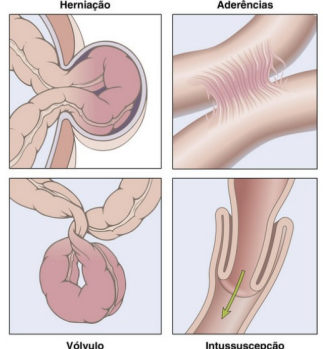 Herniação
Aderências
Vólvulo
Intussuscepção